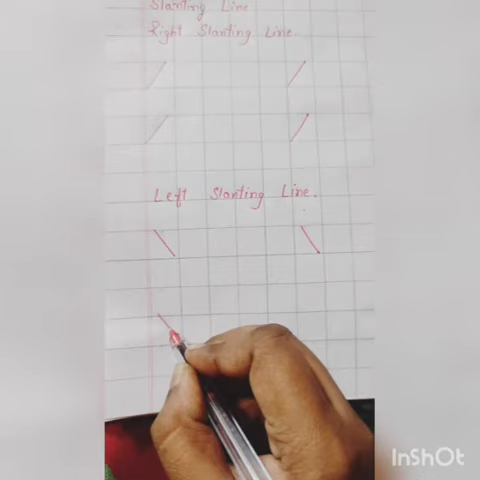 Slanting Line
Right Slanting Line.
Left Slanting Line.
InShOt